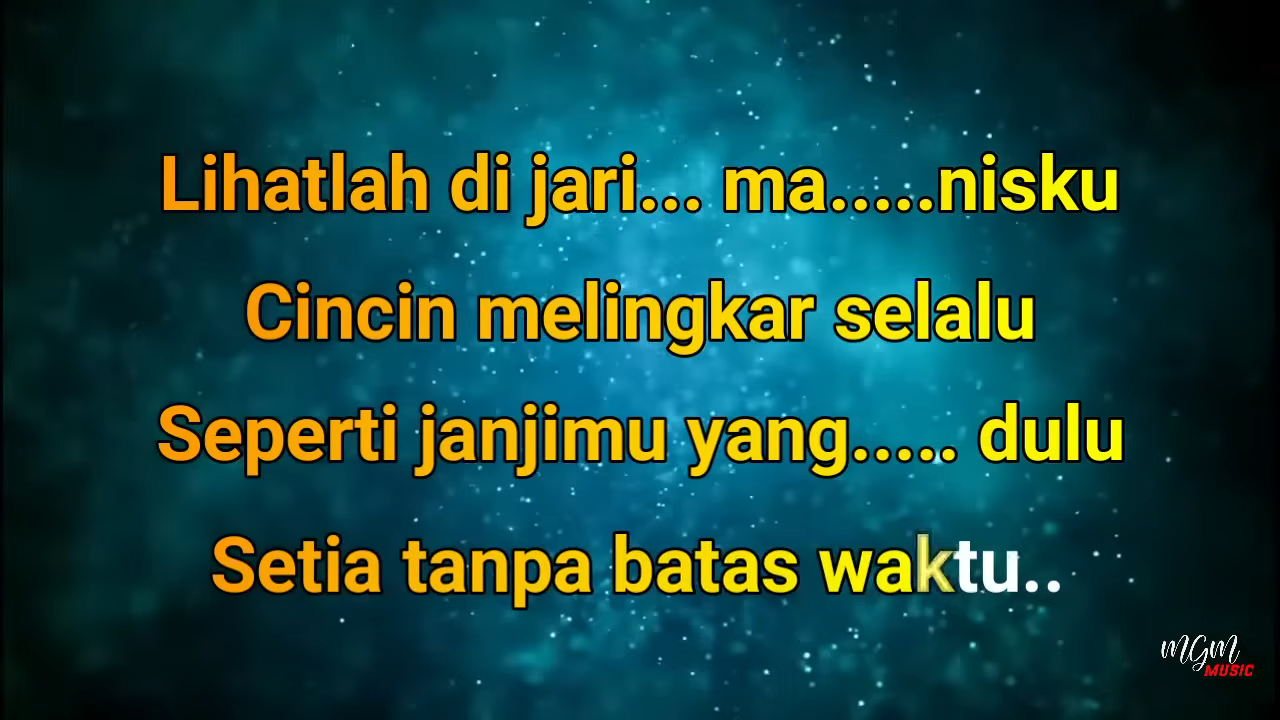 Lihatlah di jari... ma.....nisku
Cincin melingkar selalu
Seperti janjimu yang..... dulu
Setia tanpa batas waktu..
MGM
MUSIC